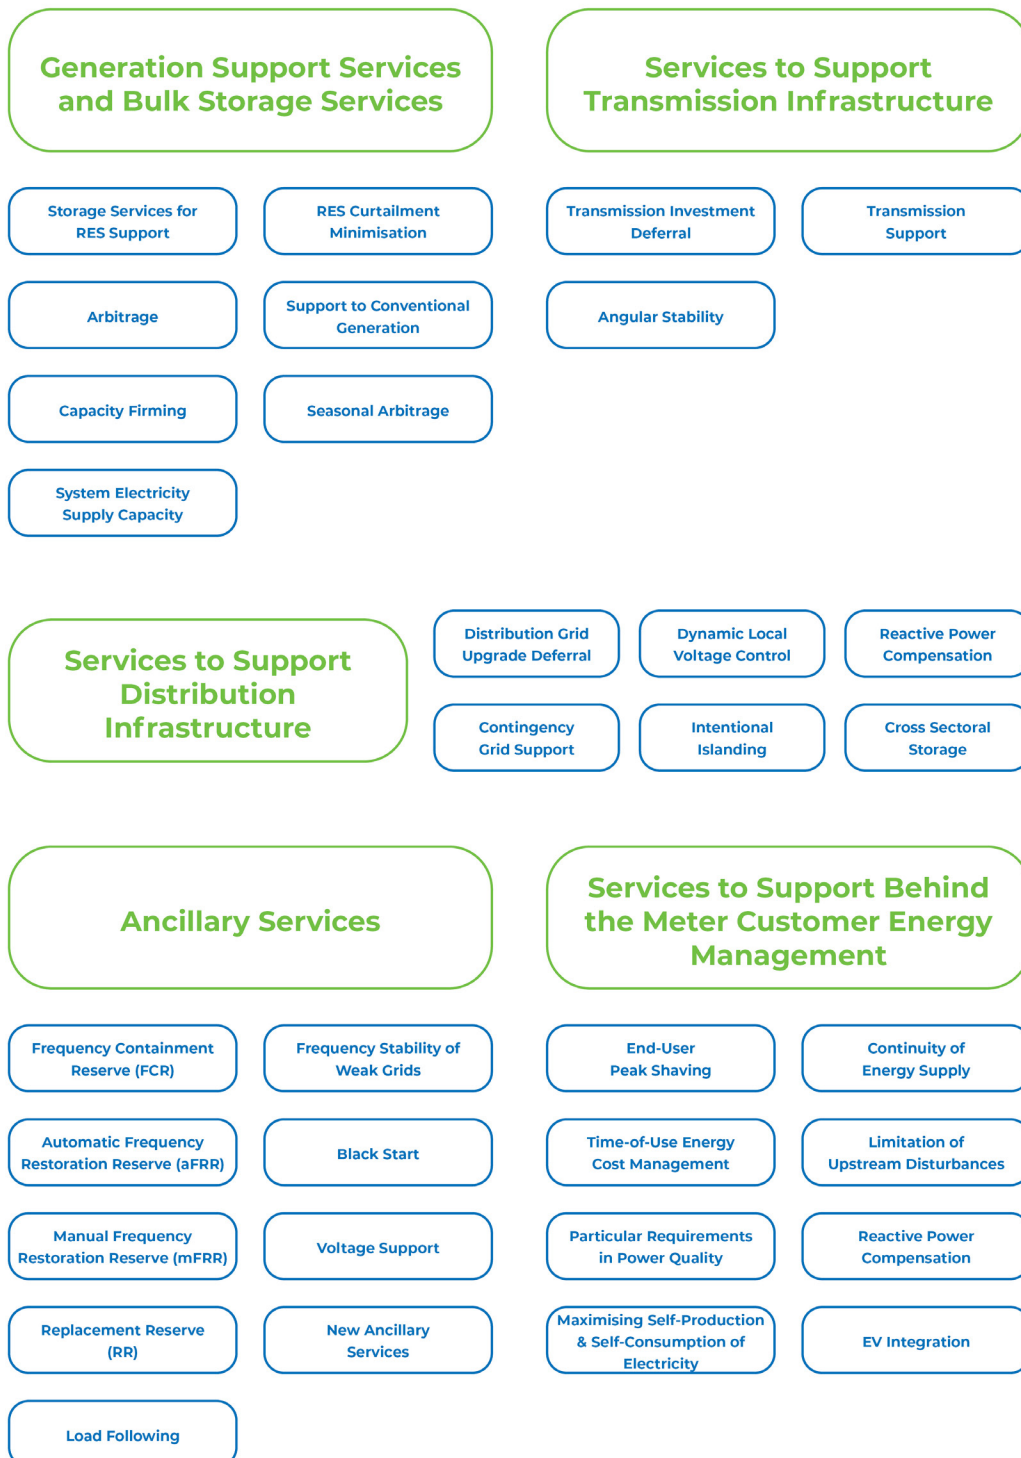 Generation Support Services
and Bulk Storage Services
Storage Services for
RES Support
RES Curtailment
Minimisation
Arbitrage
Support to Conventional
Generation
Capacity Firming
Seasonal Arbitrage
System Electricity
Supply Capacity
Services to Support
Transmission Infrastructure
Transmission Investment
Deferral
Transmission
Support
Angular Stability
Services to Support
Distribution
Infrastructure
Distribution Grid
Upgrade Deferral
Dynamic Local
Voltage Control
Reactive Power
Compensation
Contingency
Grid Support
Intentional
Islanding
Cross Sectoral
Storage
Ancillary Services
Frequency Containment
Reserve (FCR)
Frequency Stability of
Weak Grids
Automatic Frequency
Restoration Reserve (aFRR)
Black Start
Manual Frequency
Restoration Reserve (mFRR)
Voltage Support
Replacement Reserve
(RR)
New Ancillary
Services
Load Following
Services to Support Behind
the Meter Customer Energy
Management
End-User
Peak Shaving
Continuity of
Energy Supply
Time-of-Use Energy
Cost Management
Limitation of
Upstream Disturbances
Particular Requirements
in Power Quality
Reactive Power
Compensation
Maximising Self-Production
& Self-Consumption of
Electricity
EV Integration